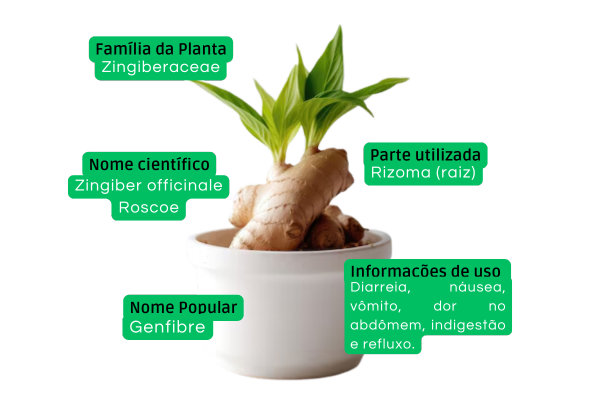 Família da Planta
Zingiberaceae
Nome científico
Zingiber officinale
Roscoe
Parte utilizada
Rizoma (raiz)
Nome Popular
Genfibre
Informacões de uso
Diarreia, náusea,
vômito, dor no
abdômem, indigestão
e refluxo.